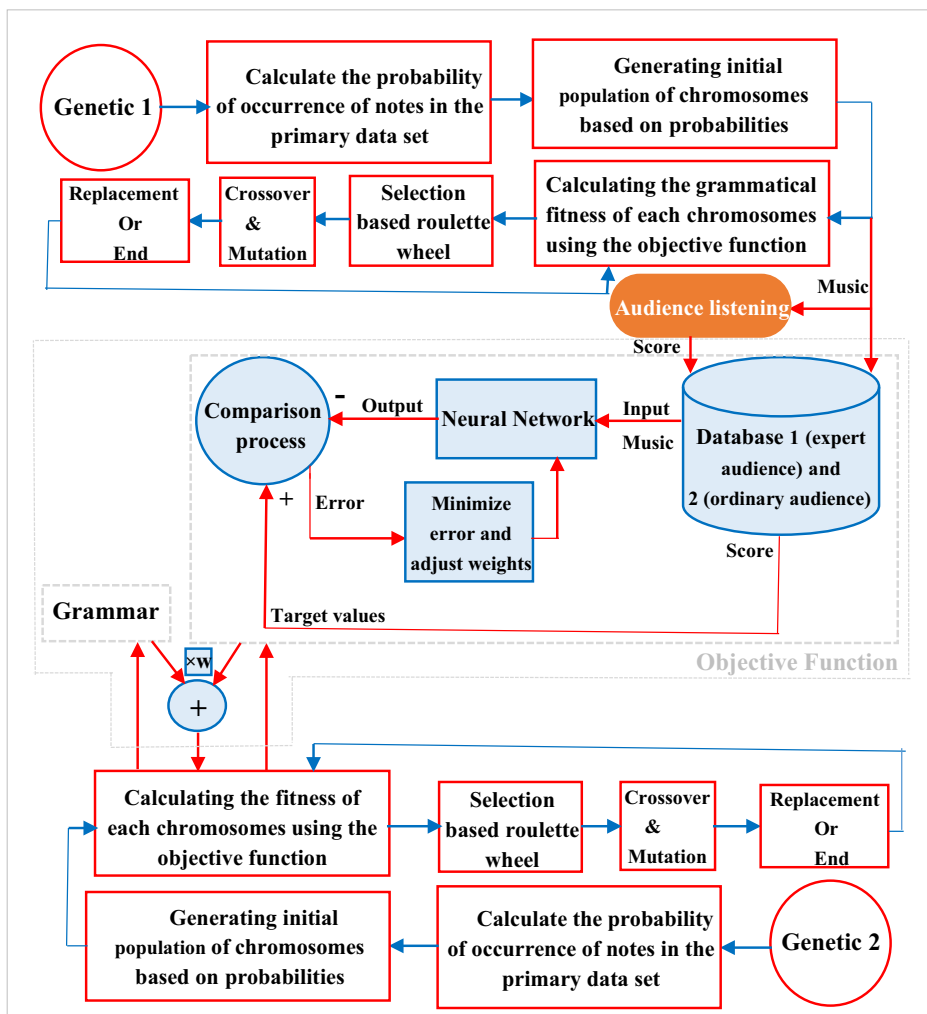 Genetic 1
Calculate the probability
of occurrence of notes in the
primary data set
Generating initial
population of chromosomes
based on probabilities
Replacement
Or
End
Crossover
&
Mutation
Selection
based roulette
wheel
Calculating the grammatical
fitness of each chromosomes
using the objective function
Music
Audience listening
Score
Comparison
process
-
Output
Neural Network
Input
Music
Database 1 (expert
audience) and
2 (ordinary audience)
+
Error
Minimize
error and
adjust weights
Score
Target values
Grammar
Objective Function
×w
+
Calculating the fitness of
each chromosomes using the
objective function
Selection
based roulette
wheel
Crossover
&
Mutation
Replacement
Or
End
Generating initial
population of chromosomes
based on probabilities
Calculate the probability
of occurrence of notes in the
primary data set
Genetic 2